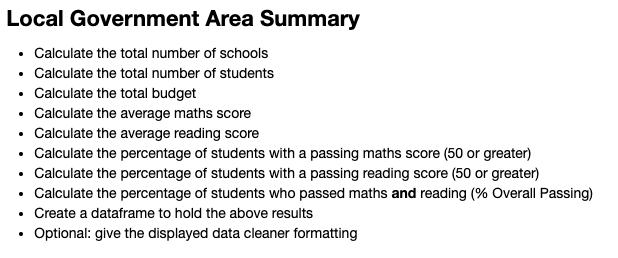 Local Government Area Summary
• Calculate the total number of schools
• Calculate the total number of students
• Calculate the total budget
• Calculate the average maths score
• Calculate the average reading score
• Calculate the percentage of students with a passing maths score (50 or greater)
• Calculate the percentage of students with a passing reading score (50 or greater)
• Calculate the percentage of students who passed maths and reading (% Overall Passing)
• Create a dataframe to hold the above results
• Optional: give the displayed data cleaner formatting